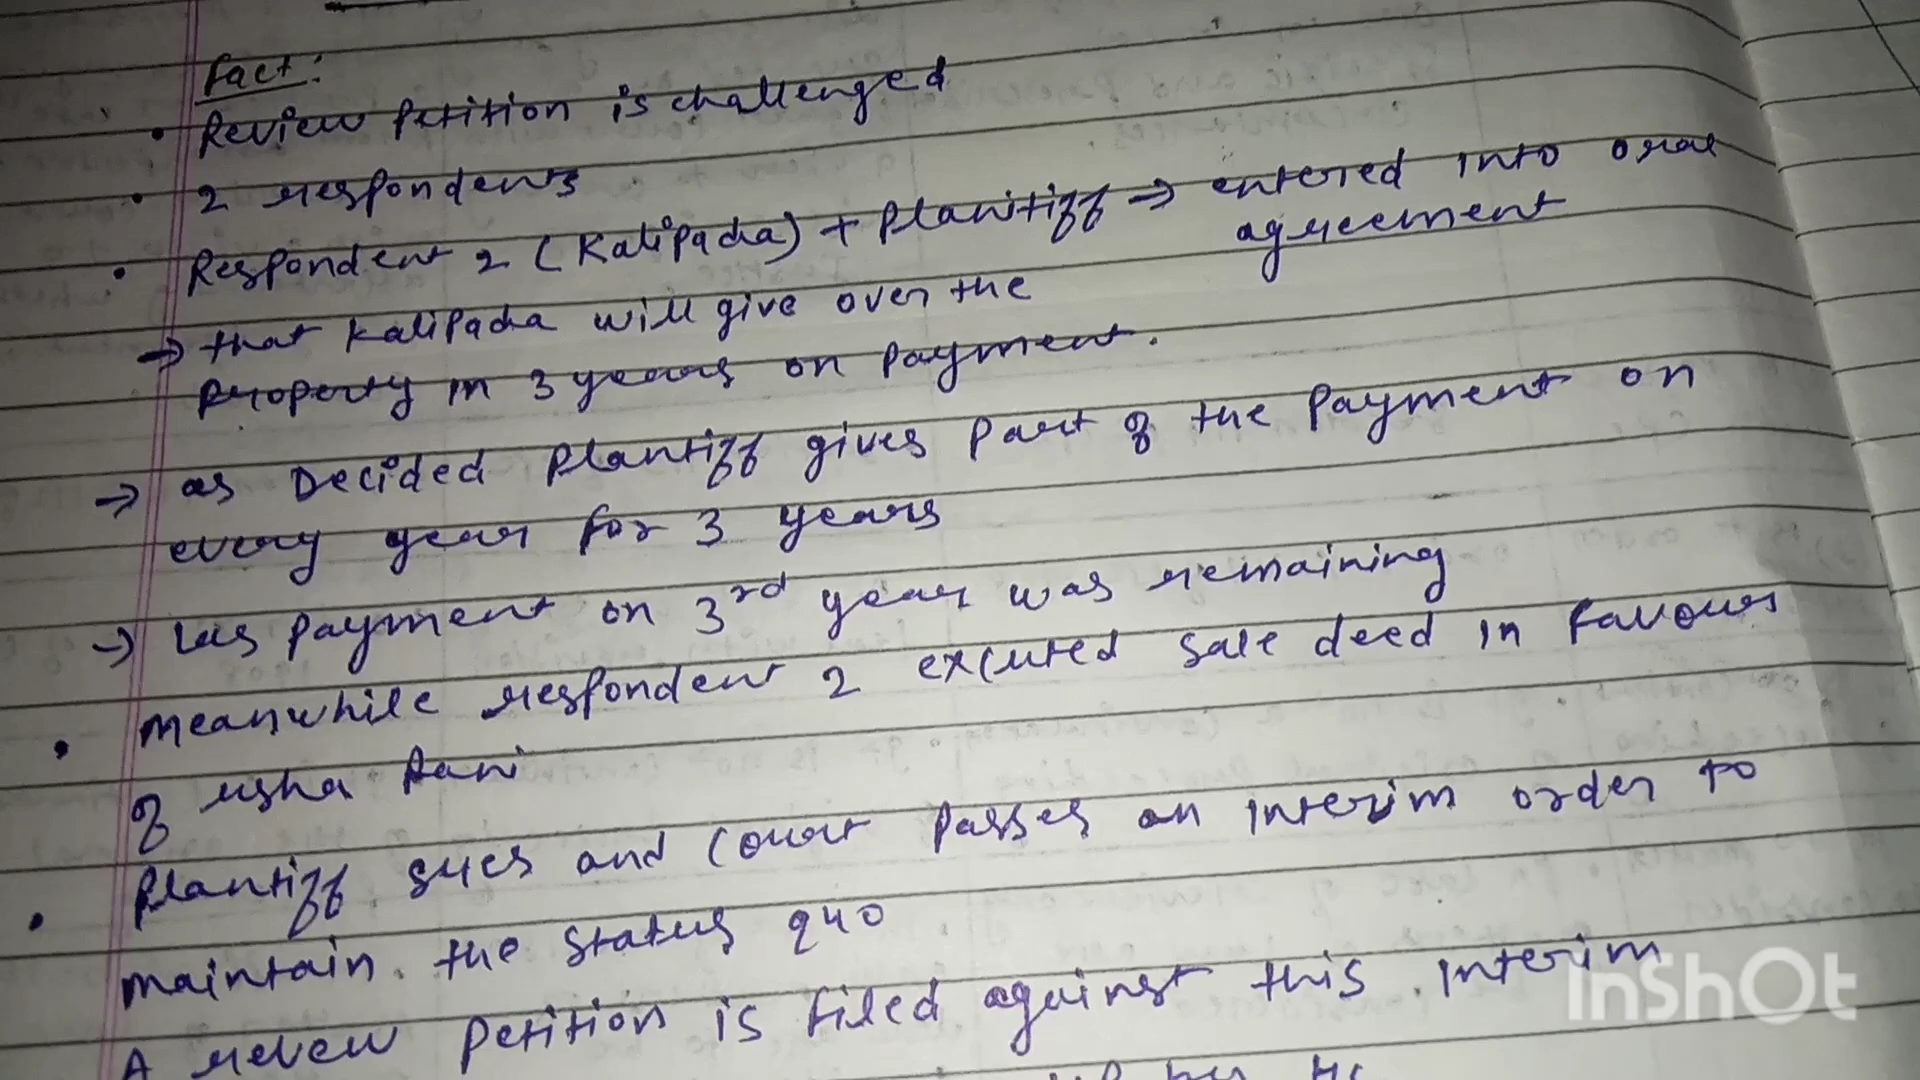 Fact:
• Review Petition is challenged
• 2 respondents
• Respondent 2 (Kalipada) + Plantiff → entered into oral
agreement
→ that Kalipada will give over the
property in 3 years on payment.
→ as Decided Plantiff gives Part of the Payment on
every year for 3 years
→ Las payment on 3rd year was remaining
• Meanwhile respondent 2 excuted sale deed in favour
of usha Rani
• Plantiff sues and court passes an interim order to
maintain. the status quo
A reveew petition is filed against this. interim
by HC
InShOt